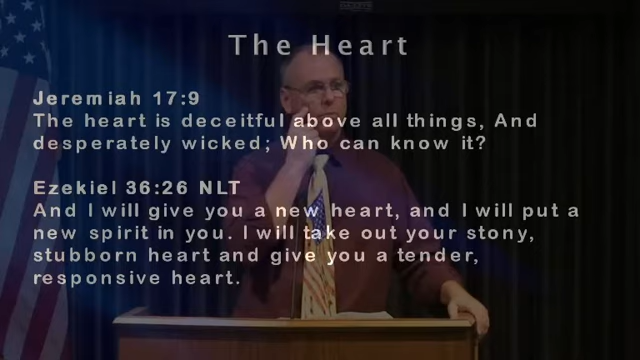 The Heart
Jeremiah 17:9
The heart is deceitful above all things, And
desperately wicked; Who can know it?
Ezekiel 36:26 NLT
And I will give you a new heart, and I will put a
new spirit in you. I will take out your stony,
stubborn heart and give you a tender,
responsive heart.